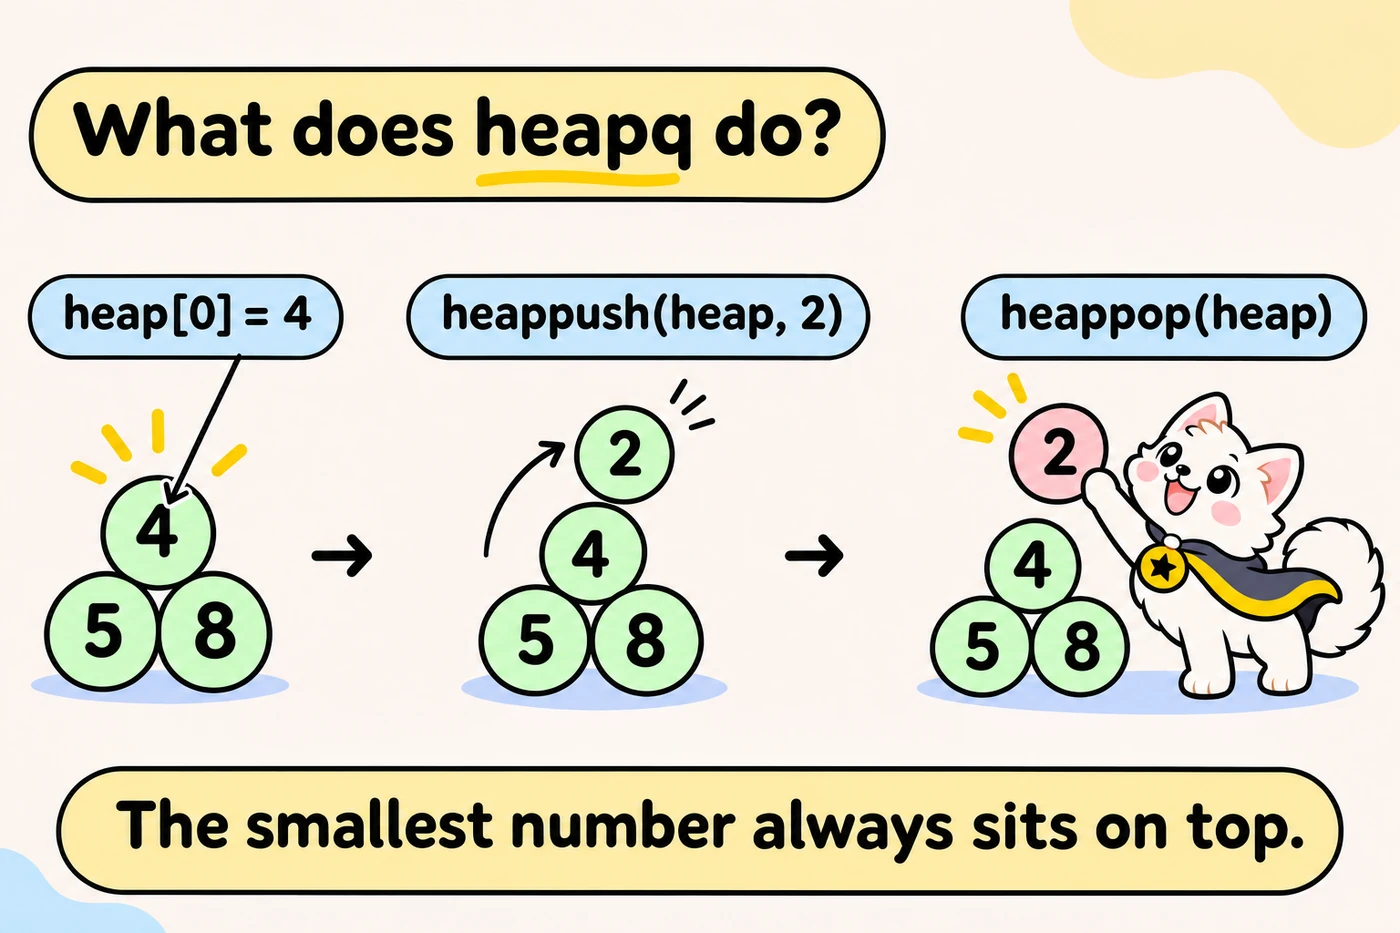 What does heapq do?
heap[0] = 4
heappush(heap, 2)
heappop(heap)
4
5 8
2
4
5 8
2
4
5 8
The smallest number always sits on top.